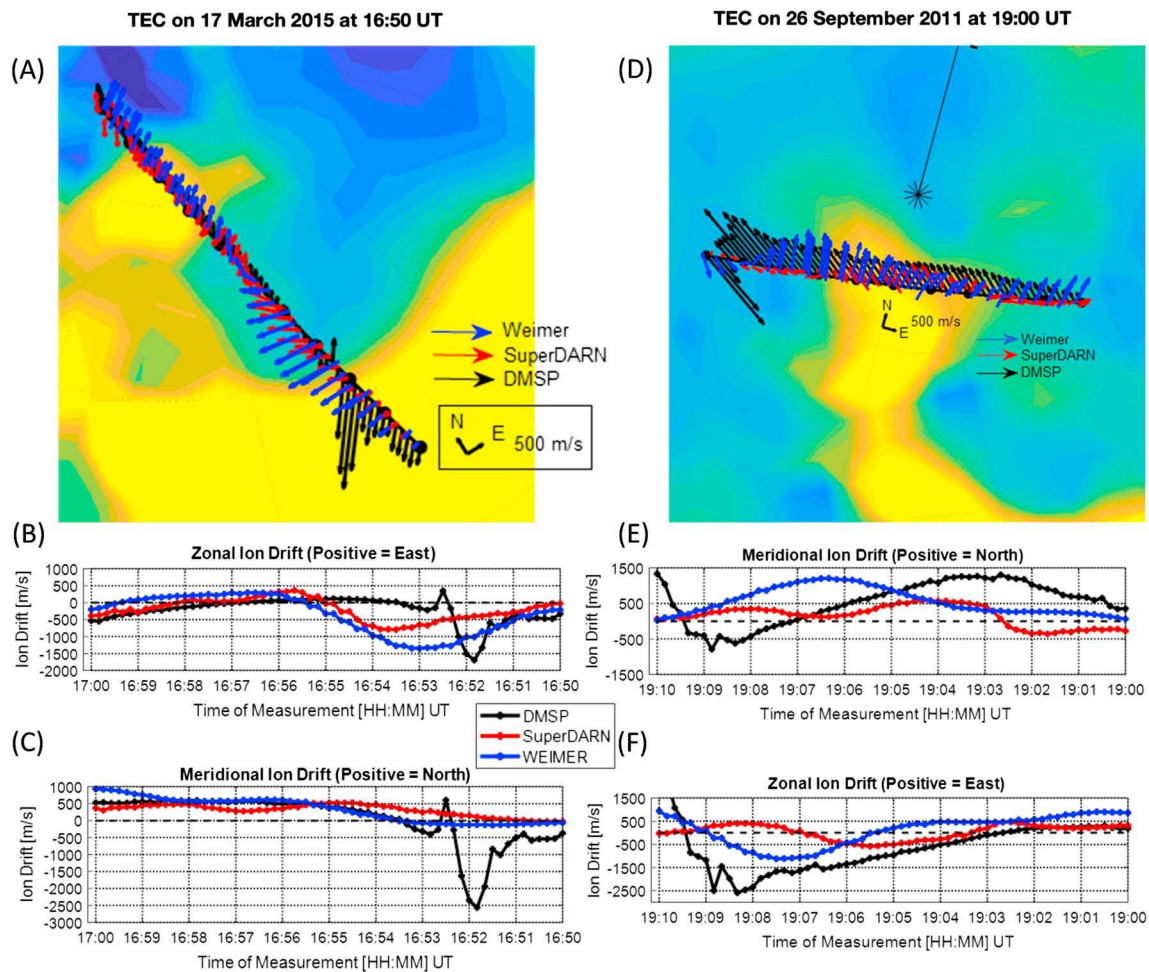 TEC on 17 March 2015 at 16:50 UT
TEC on 26 September 2011 at 19:00 UT
(A)
Weimer
SuperDARN
DMSP
N
E
500 m/s
(D)
N
E
500 m/s
Weimer
SuperDARN
DMSP
(B)
Zonal Ion Drift (Positive = East)
Ion Drift [m/s]
1000
500
0
-500
-1000
-1500
-2000
17:00 16:59 16:58 16:57 16:56 16:55 16:54 16:53 16:52 16:51 16:50
Time of Measurement [HH:MM] UT
DMSP
SuperDARN
WEIMER
(C)
Meridional Ion Drift (Positive = North)
Ion Drift [m/s]
1000
500
0
-500
-1000
-1500
-2000
-2500
-3000
17:00 16:59 16:58 16:57 16:56 16:55 16:54 16:53 16:52 16:51 16:50
Time of Measurement [HH:MM] UT
(E)
Meridional Ion Drift (Positive = North)
Ion Drift [m/s]
1500
500
-500
-1500
19:10 19:09 19:08 19:07 19:06 19:05 19:04 19:03 19:02 19:01 19:00
Time of Measurement [HH:MM] UT
(F)
Zonal Ion Drift (Positive = East)
Ion Drift [m/s]
1500
500
-500
-1500
-2500
19:10 19:09 19:08 19:07 19:06 19:05 19:04 19:03 19:02 19:01 19:00
Time of Measurement [HH:MM] UT